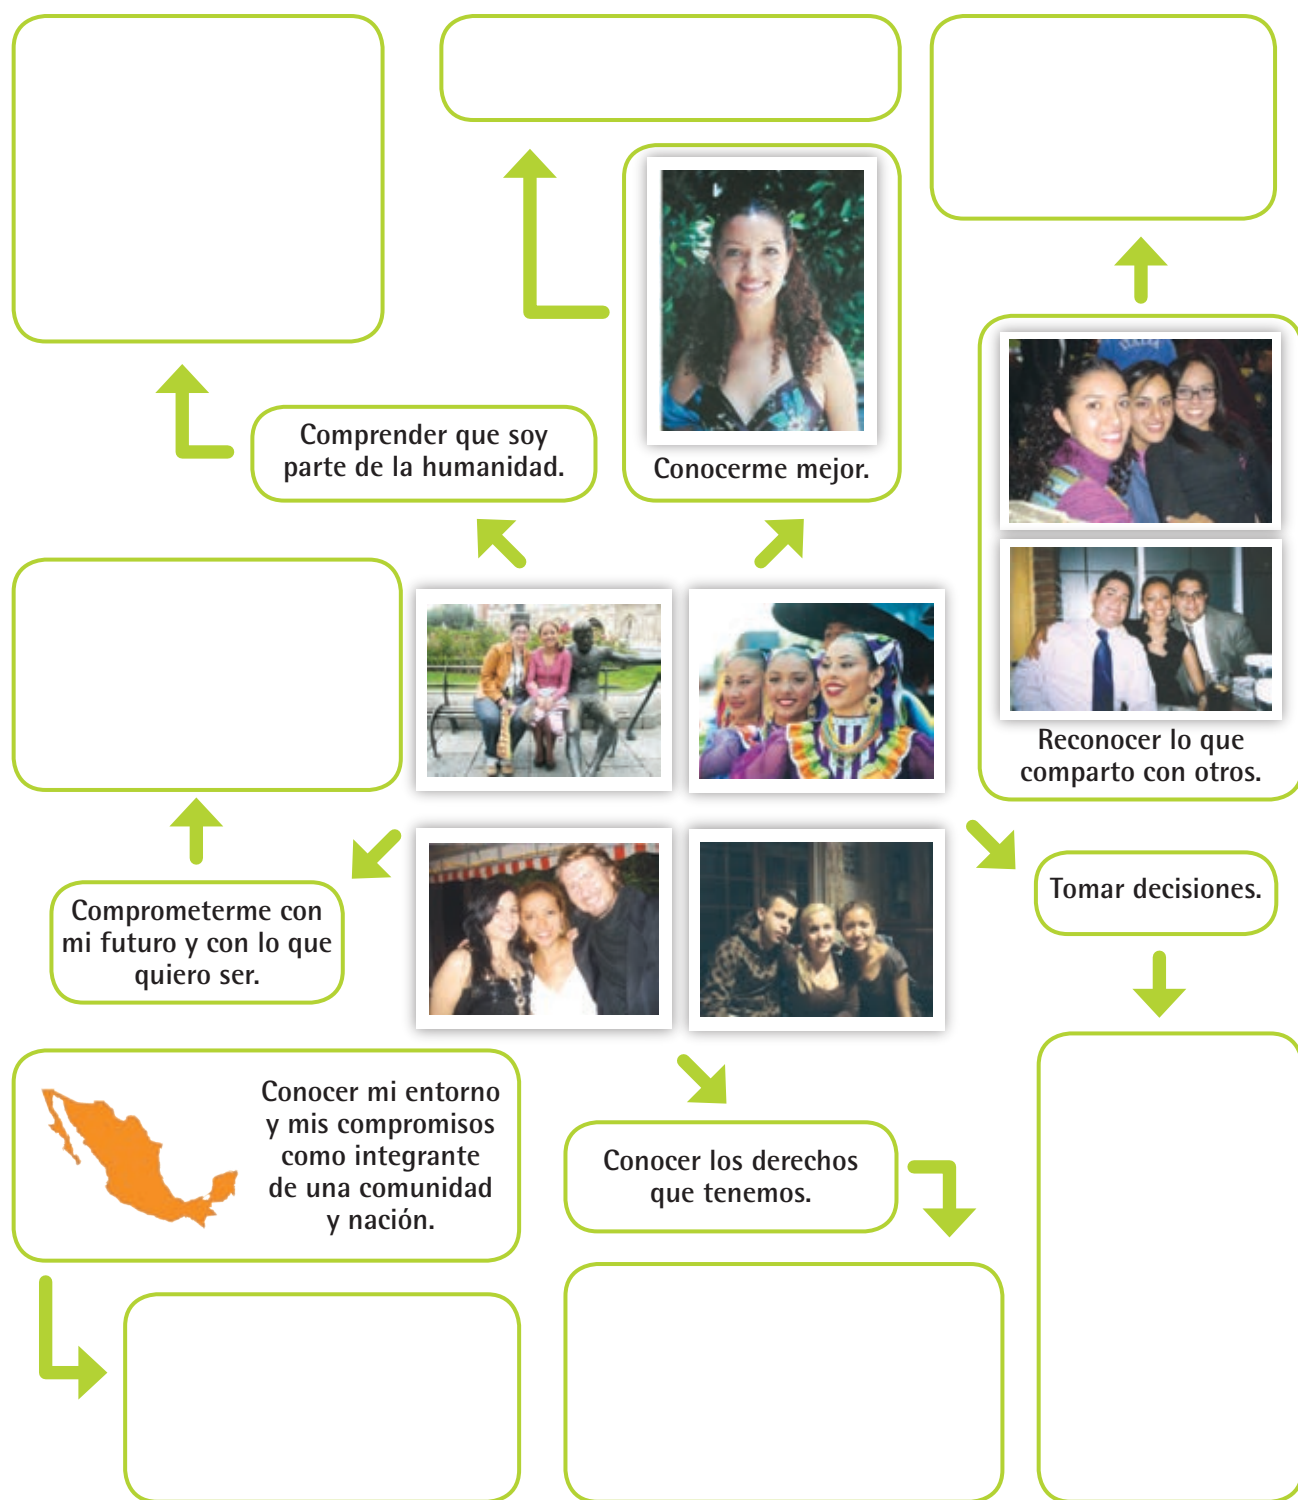 Comprender que soy
parte de la humanidad.
Conocerme mejor.
Reconocer lo que
comparto con otros.
Comprometerme con
mi futuro y con lo que
quiero ser.
Tomar decisiones.
Conocer mi entorno
y mis compromisos
como integrante
de una comunidad
y nación.
Conocer los derechos
que tenemos.